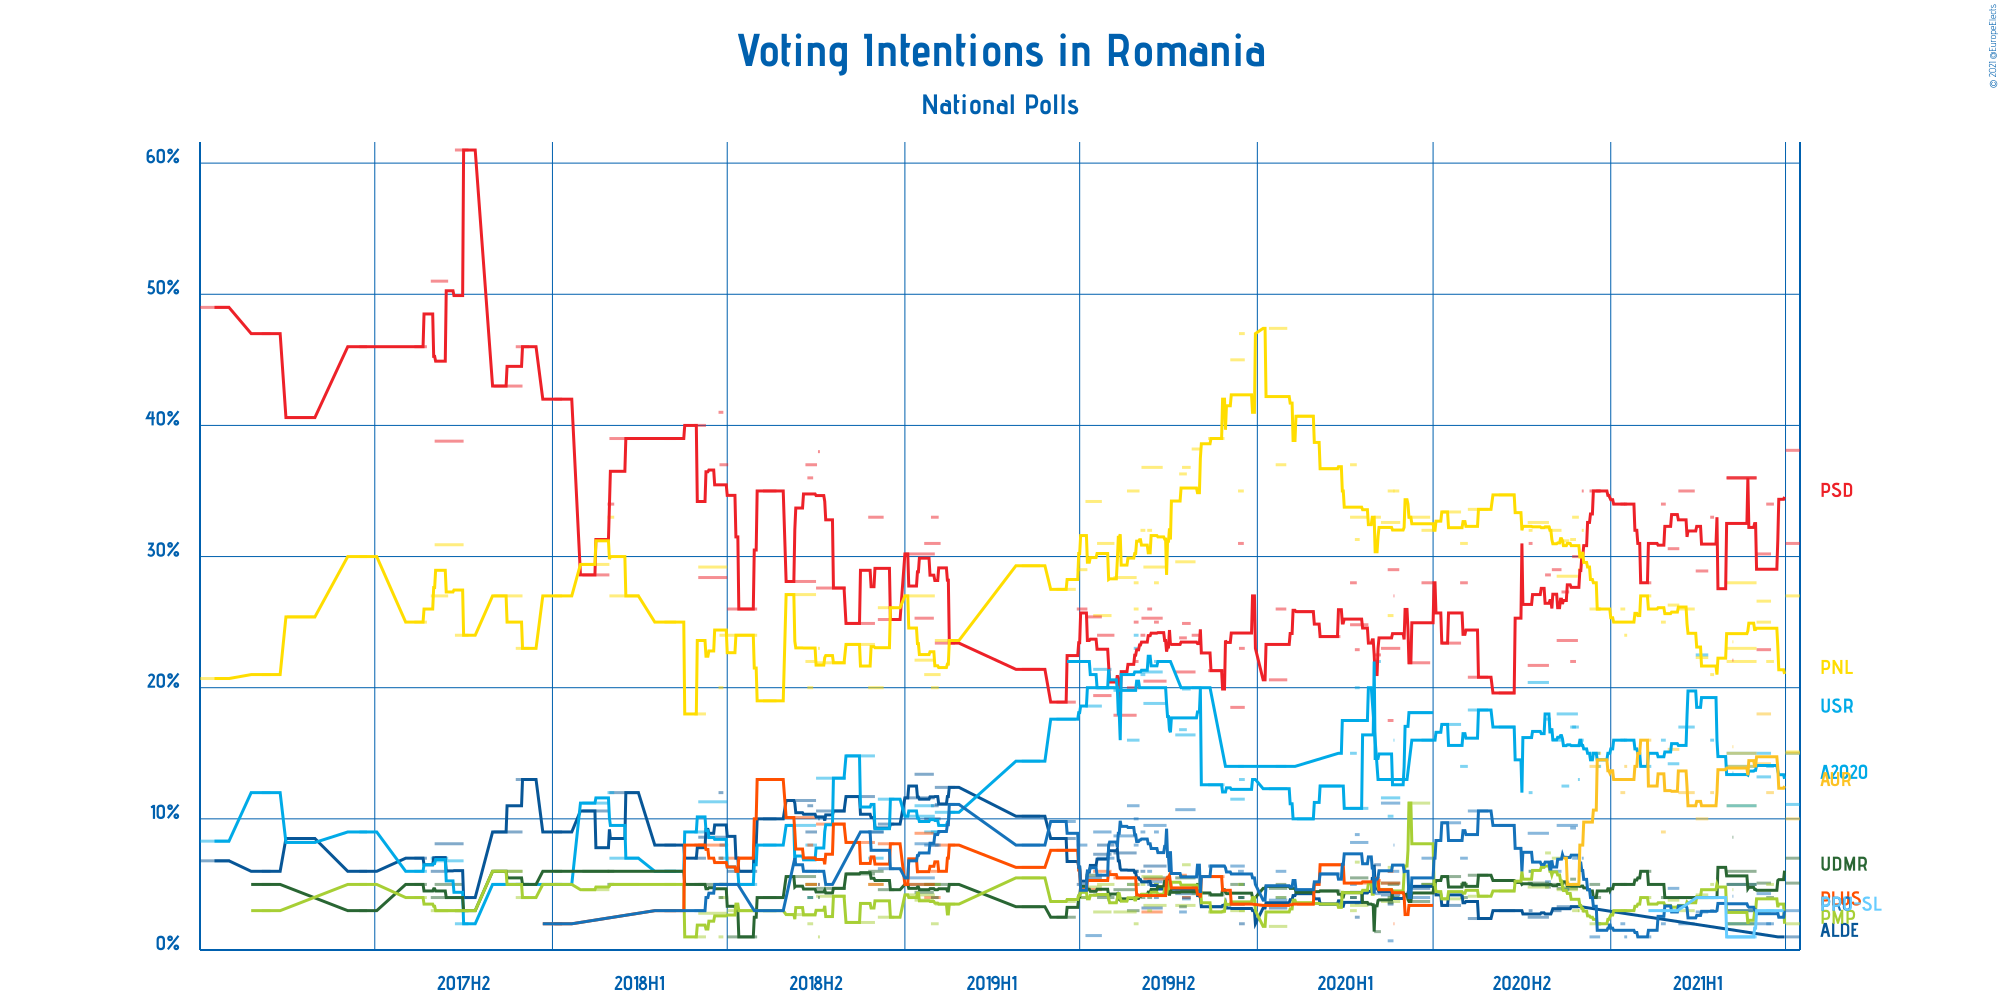 © 2021 @EuropeElects
Voting Intentions in Romania
National Polls
60%
50%
40%
30%
20%
10%
0%
PSD
PNL
USR
A2020
AUR
UDMR
PLUS
PRO SL
PMP
ALDE
2017H2
2018H1
2018H2
2019H1
2019H2
2020H1
2020H2
2021H1